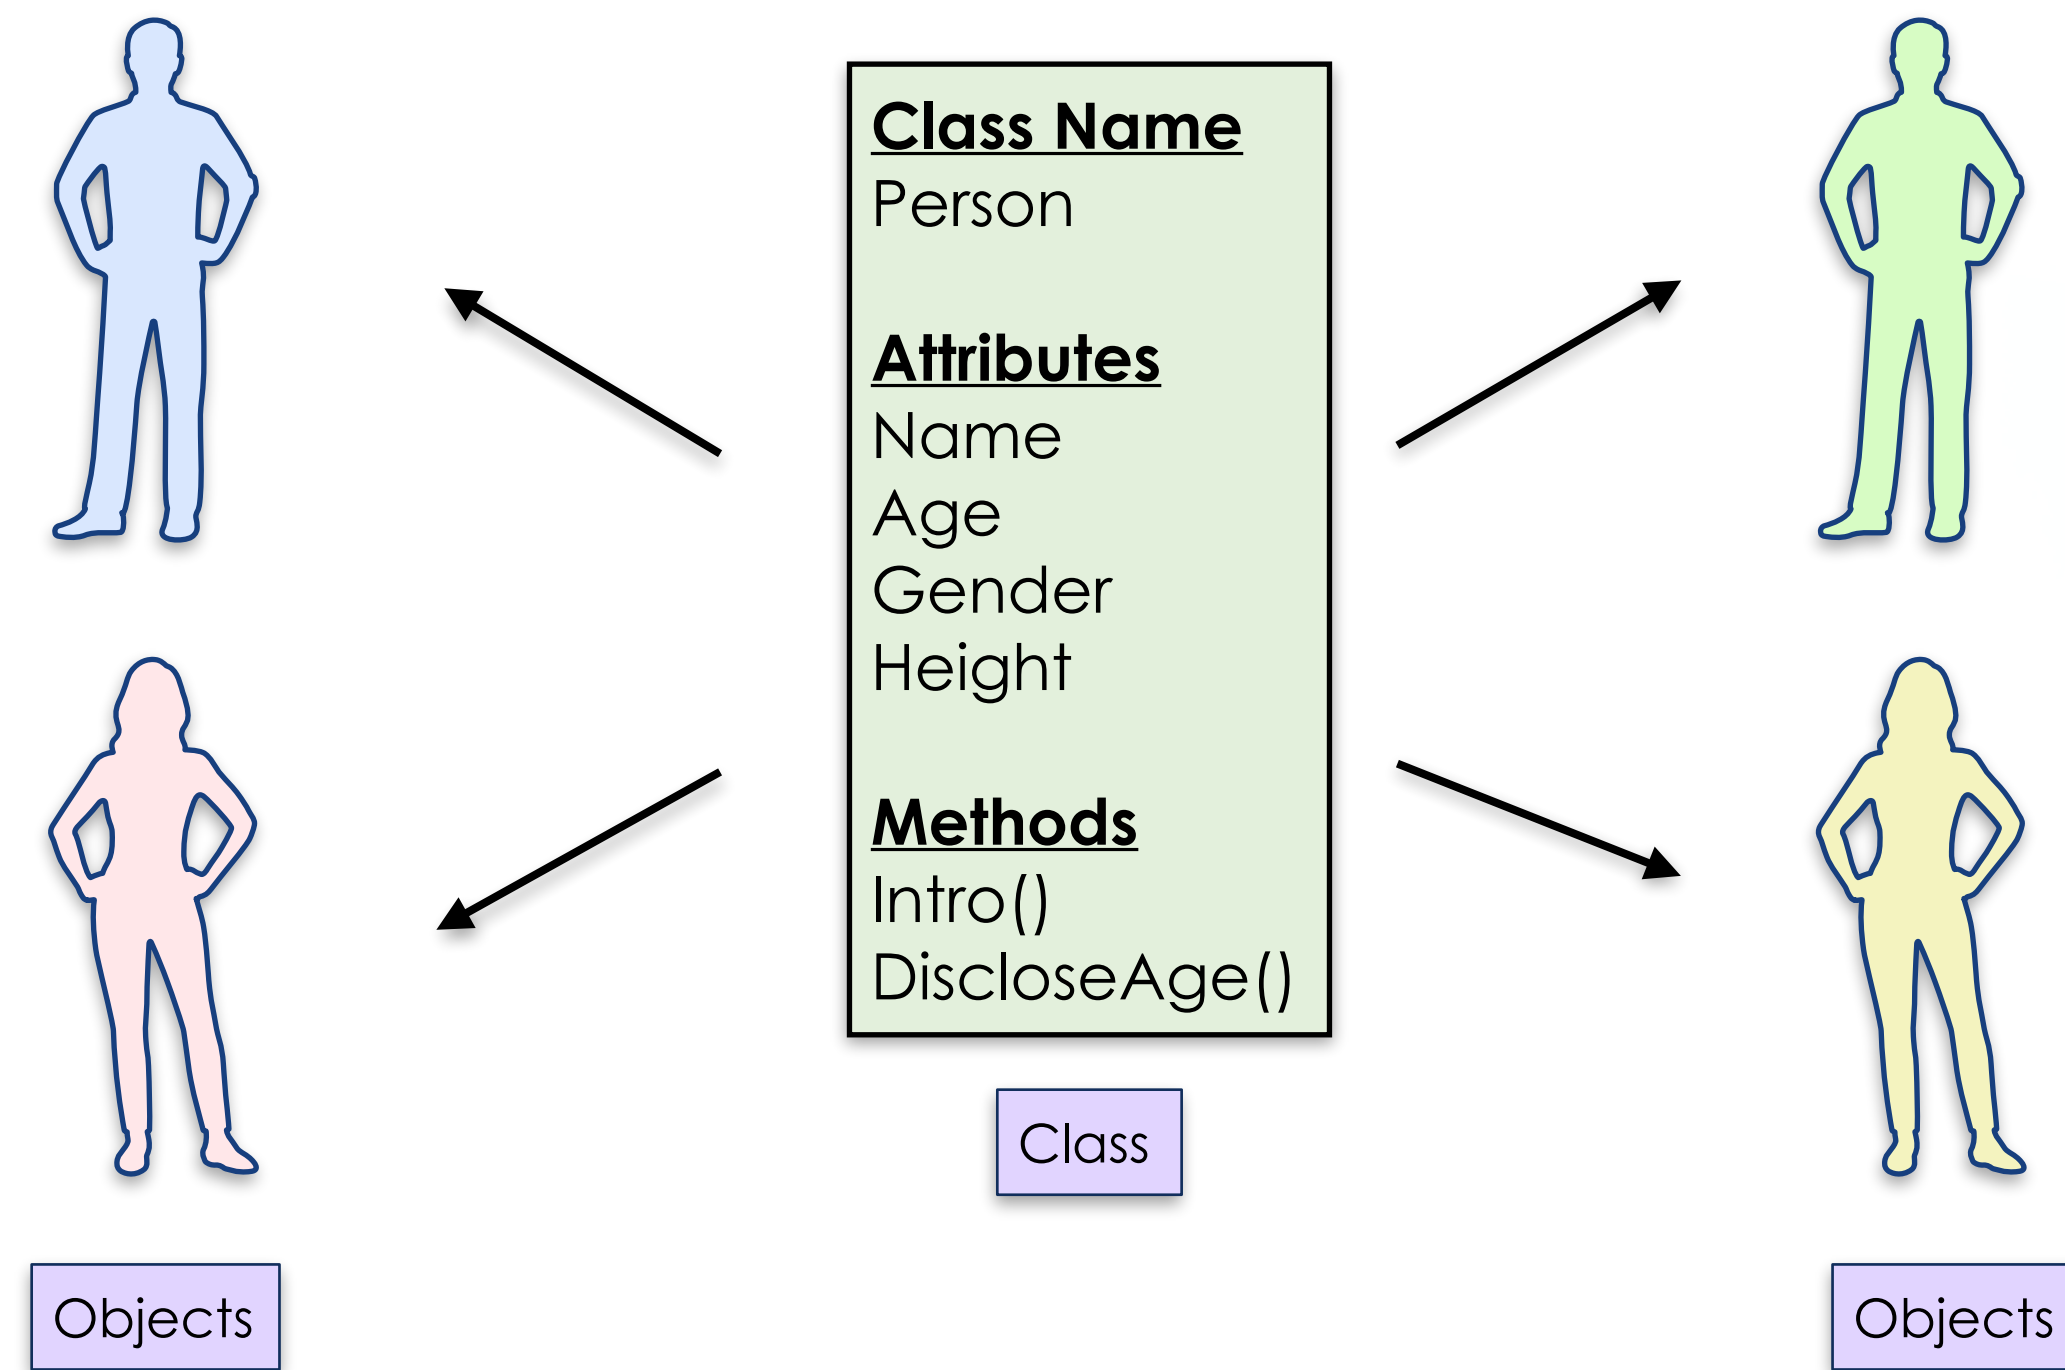 Class Name
Person
Attributes
Name
Age
Gender
Height
Methods
Intro()
DiscloseAge()
Class
Objects
Objects